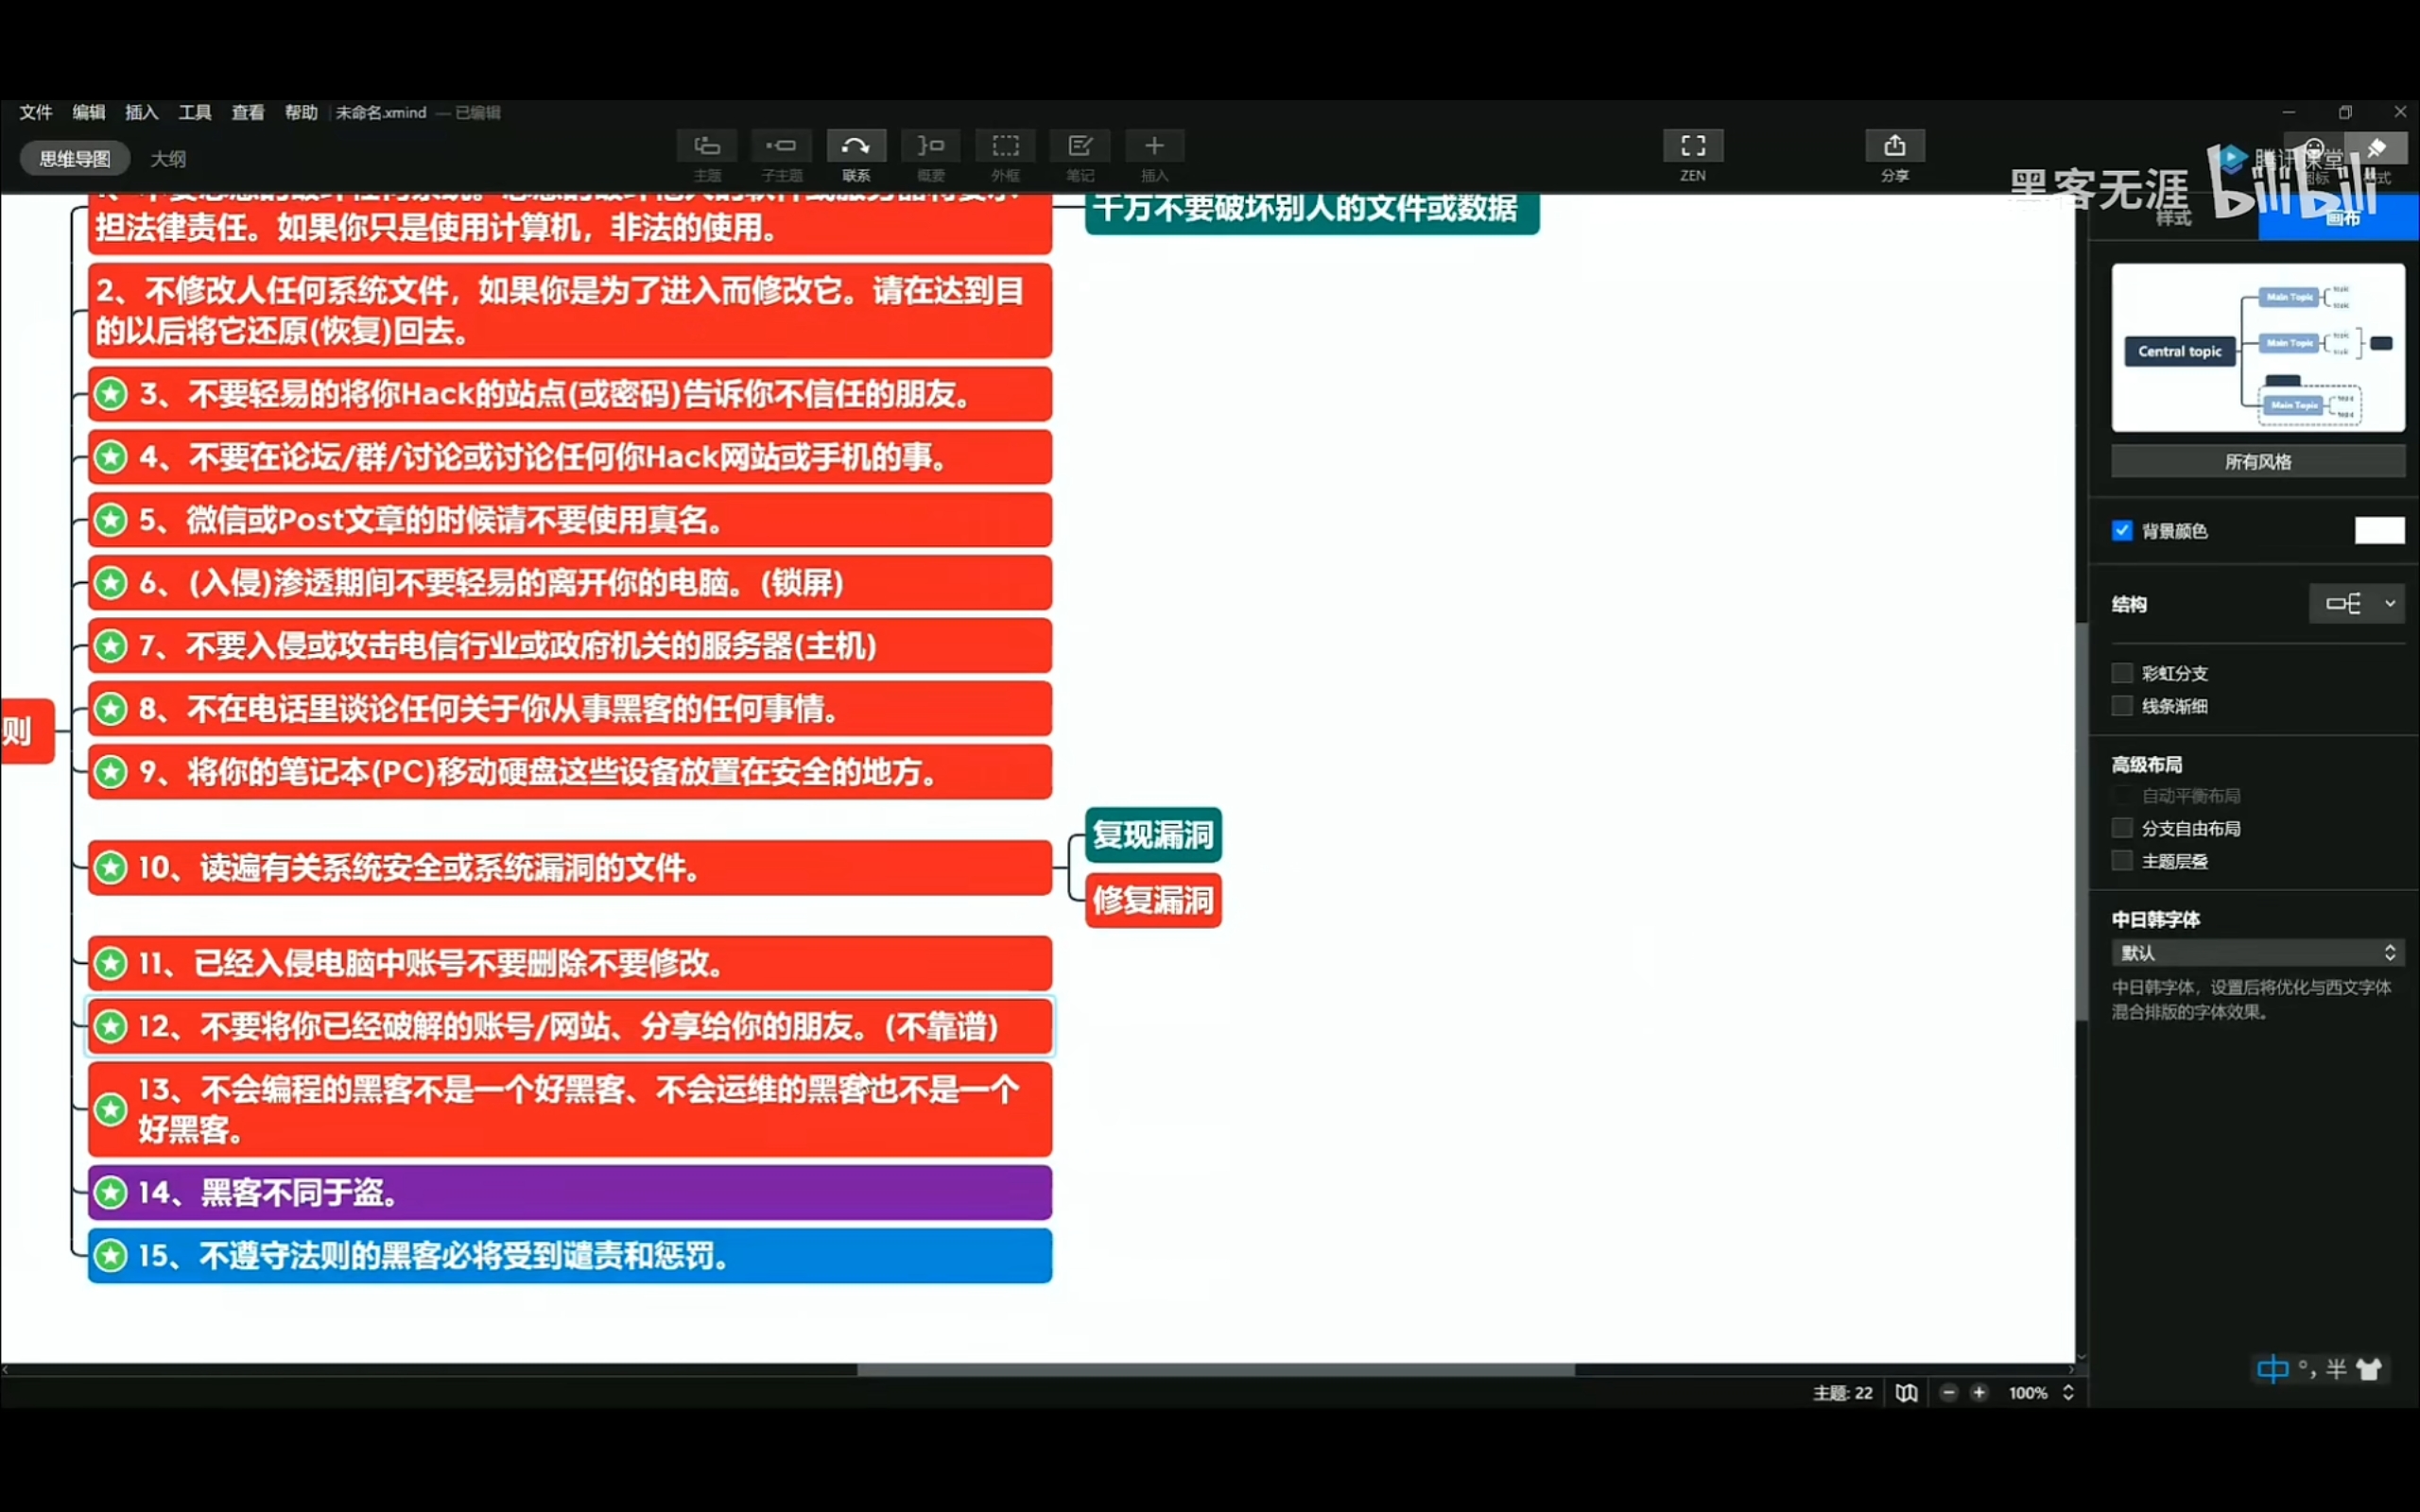 文件 编辑 插入 工具 查看 帮助 未命名.xmind — 已编辑
思维导图 大纲
主题 子主题 联系 概要 外框 笔记 插入 ZEN 分享
腾讯课堂
黑客无涯 bilibili
样式 画布
担法律责任。如果你只是使用计算机，非法的使用。
千万不要破坏别人的文件或数据
2、不修改人任何系统文件，如果你是为了进入而修改它。请在达到目
的以后将它还原(恢复)回去。
3、不要轻易的将你Hack的站点(或密码)告诉你不信任的朋友。
4、不要在论坛/群/讨论或讨论任何你Hack网站或手机的事。
5、微信或Post文章的时候请不要使用真名。
6、(入侵)渗透期间不要轻易的离开你的电脑。(锁屏)
7、不要入侵或攻击电信行业或政府机关的服务器(主机)
则
8、不在电话里谈论任何关于你从事黑客的任何事情。
9、将你的笔记本(PC)移动硬盘这些设备放置在安全的地方。
10、读遍有关系统安全或系统漏洞的文件。
复现漏洞
修复漏洞
11、已经入侵电脑中账号不要删除不要修改。
12、不要将你已经破解的账号/网站、分享给你的朋友。(不靠谱)
13、不会编程的黑客不是一个好黑客、不会运维的黑客也不是一个
好黑客。
14、黑客不同于盗。
15、不遵守法则的黑客必将受到谴责和惩罚。
Central topic
Main Topic
Main Topic
Main Topic
所有风格
背景颜色
结构
彩虹分支
线条渐细
高级布局
自动平衡布局
分支自由布局
主题层叠
中日韩字体
默认
中日韩字体，设置后将优化与西文字体
混合排版的字体效果。
中 °, 半
主题: 22 100%